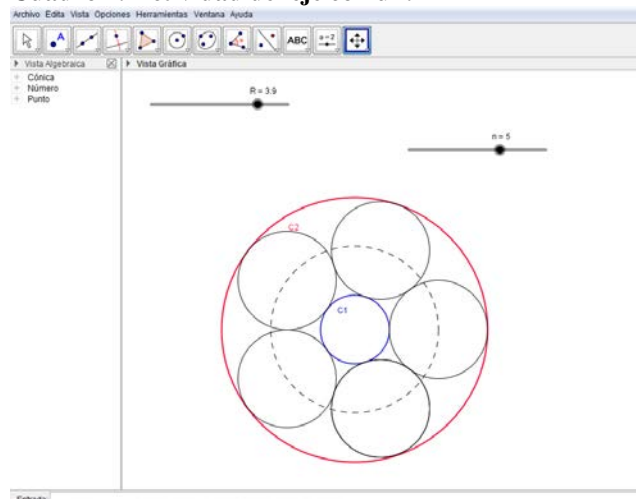 Archivo Edita Vista Opciones Herramientas Ventana Ayuda
ABC
a=2
Vista Algebraica
Vista Gráfica
Cónica
Número
Punto
R = 3.9
n = 5
C2
C1
Entrada